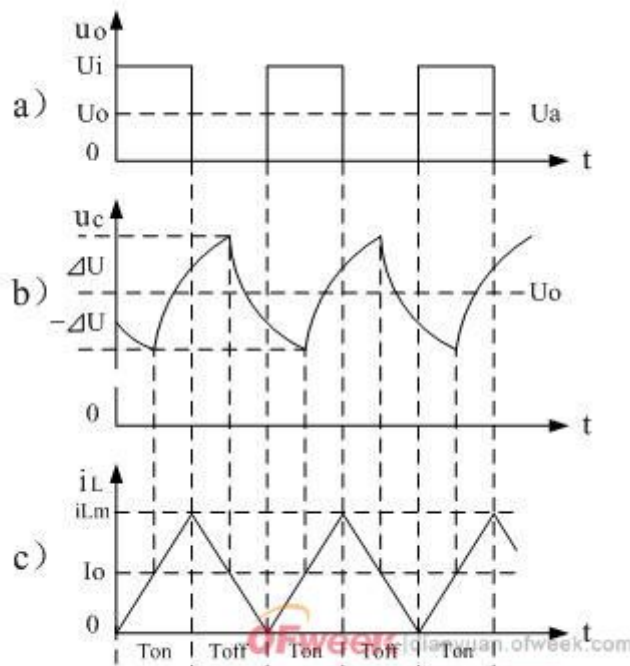 uo
Ui
a)
Uo
Ua
0
t
uc
ΔU
b)
Uo
-ΔU
0
t
iL
iLm
c)
Io
0
t
Ton
Toff
Ton
Toff
Ton
OFweek
qianyuan.ofweek.com